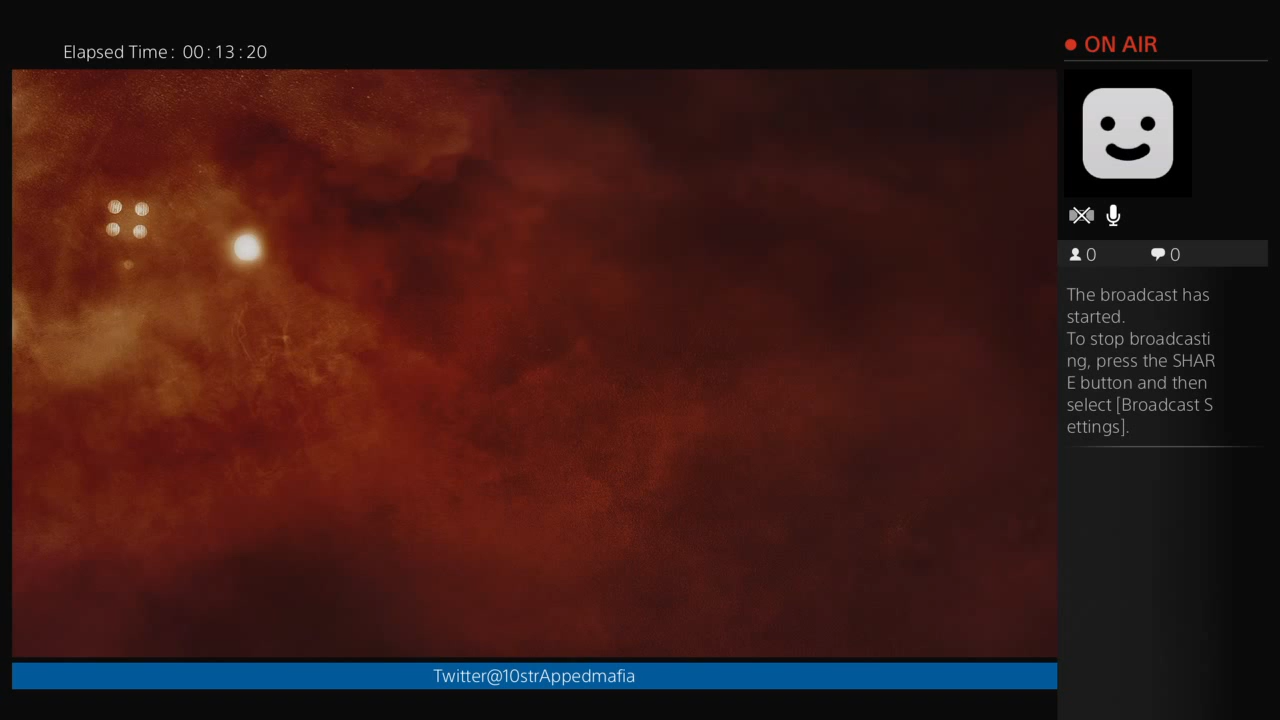 Elapsed Time: 00:13:20
ON AIR
0 0
The broadcast has
started.
To stop broadcasti
ng, press the SHAR
E button and then
select [Broadcast S
ettings].
Twitter@10strAppedmafia